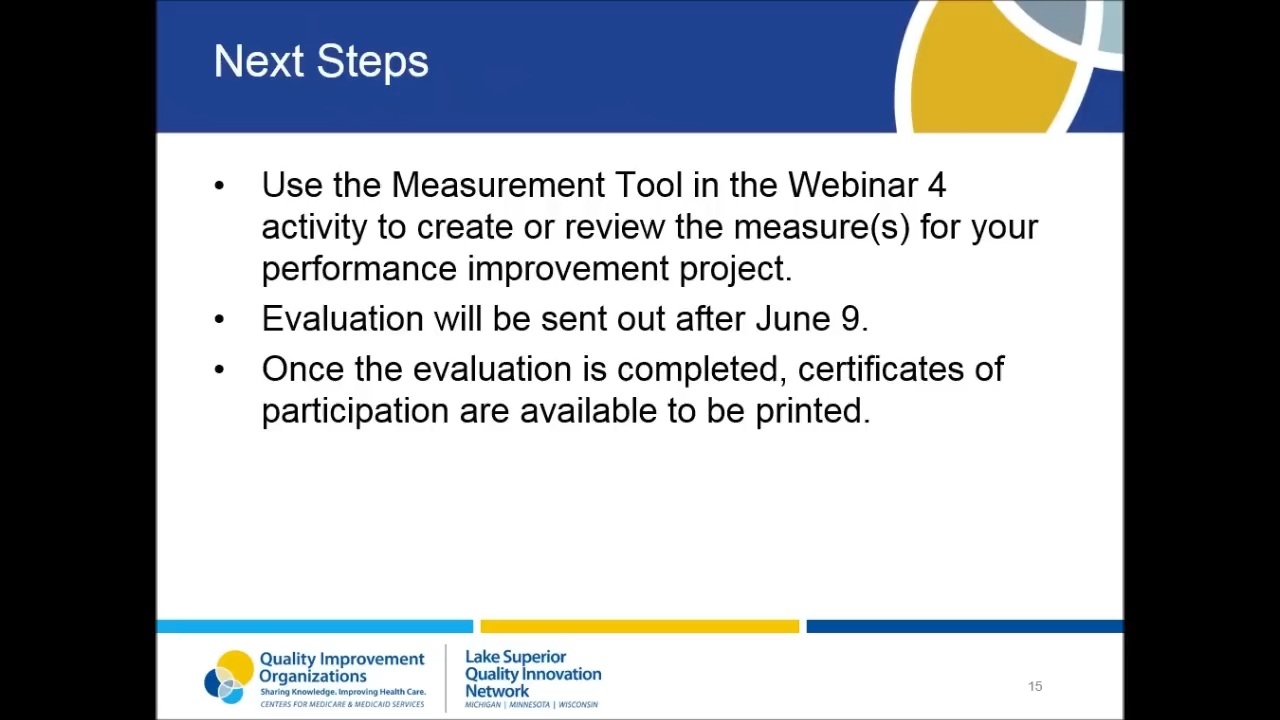 Next Steps
• Use the Measurement Tool in the Webinar 4
activity to create or review the measure(s) for your
performance improvement project.
• Evaluation will be sent out after June 9.
• Once the evaluation is completed, certificates of
participation are available to be printed.
Quality Improvement
Organizations
Sharing Knowledge. Improving Health Care.
CENTERS FOR MEDICARE & MEDICAID SERVICES
Lake Superior
Quality Innovation
Network
MICHIGAN | MINNESOTA | WISCONSIN
15